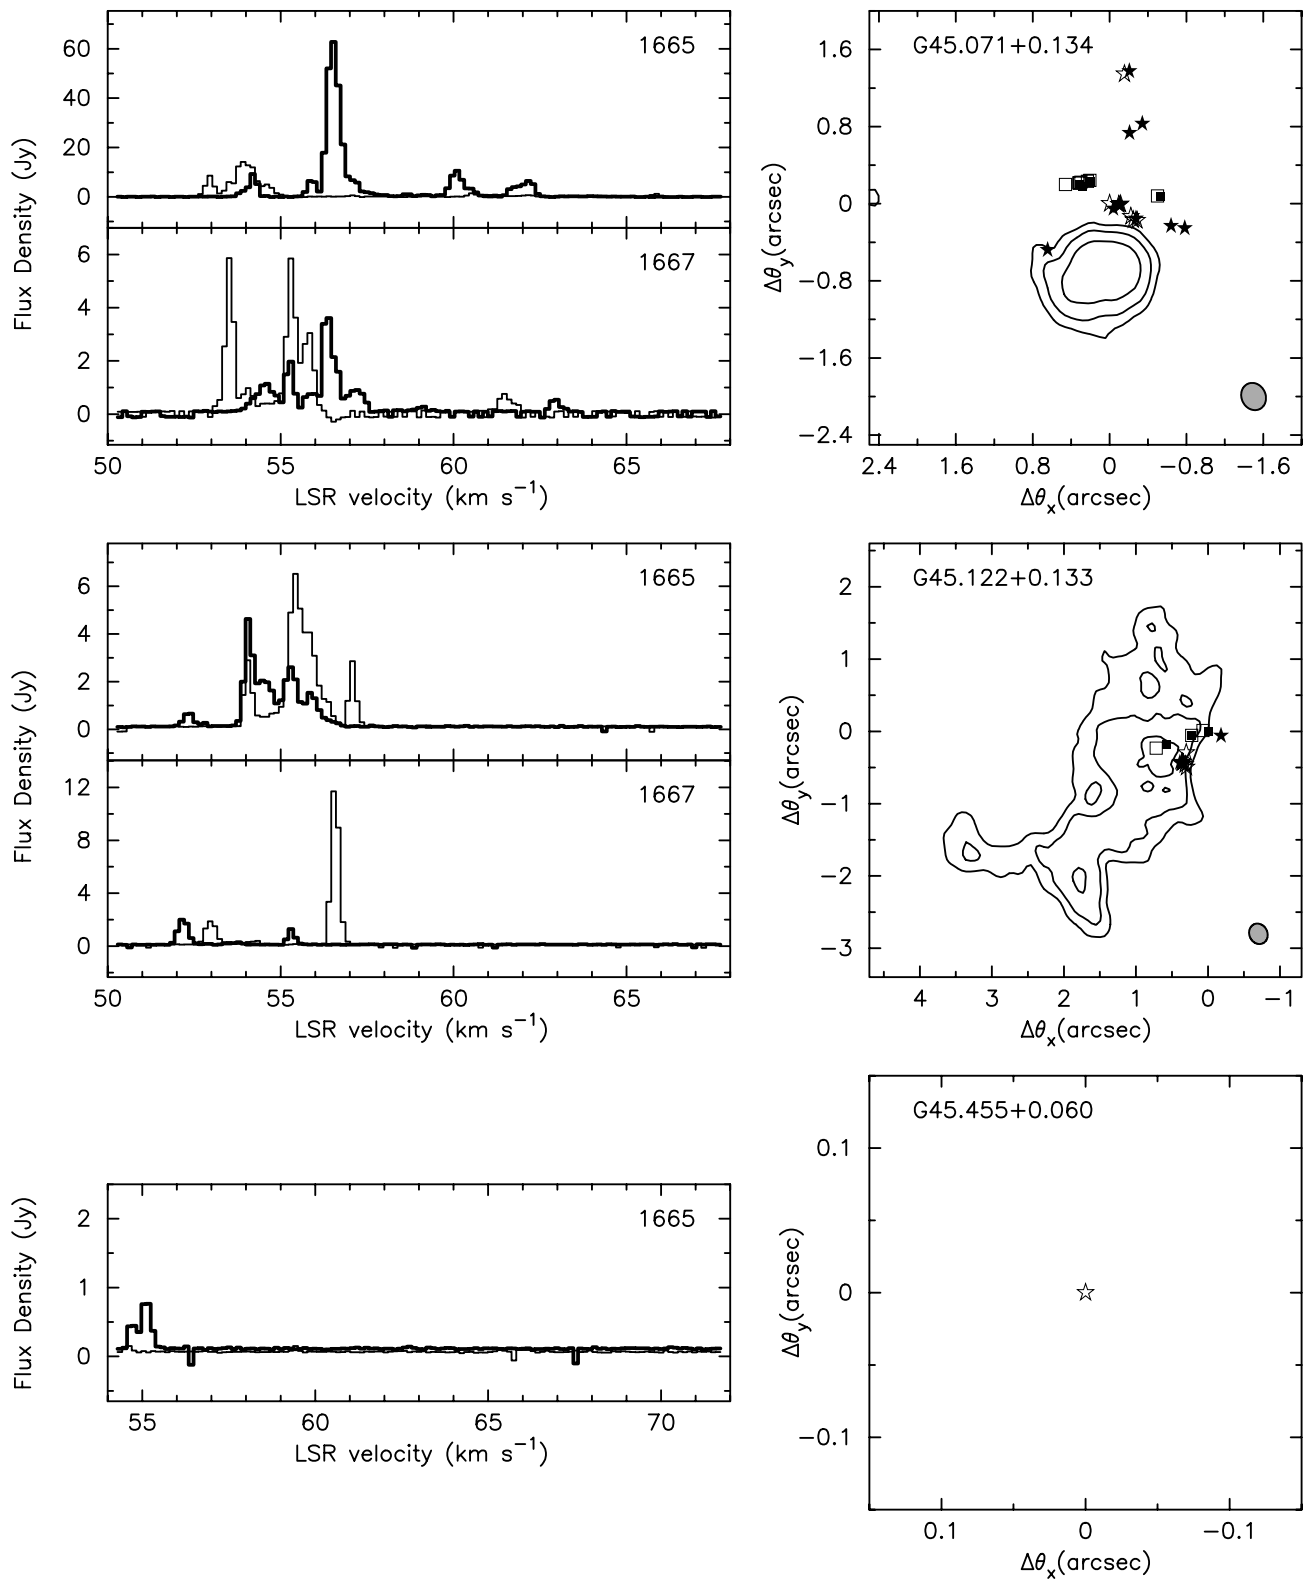 1665
60
40
20
0
Flux Density (Jy)
1667
6
4
2
0
50 55 60 65
LSR velocity (km s−1)
G45.071+0.134
1.6
0.8
0
−0.8
−1.6
−2.4
Δθy(arcsec)
2.4 1.6 0.8 0 −0.8 −1.6
Δθx(arcsec)
1665
6
4
2
0
Flux Density (Jy)
1667
12
8
4
0
50 55 60 65
LSR velocity (km s−1)
G45.122+0.133
2
1
0
−1
−2
−3
Δθy(arcsec)
4 3 2 1 0 −1
Δθx(arcsec)
1665
2
1
0
Flux Density (Jy)
55 60 65 70
LSR velocity (km s−1)
G45.455+0.060
0.1
0
−0.1
Δθy(arcsec)
0.1 0 −0.1
Δθx(arcsec)